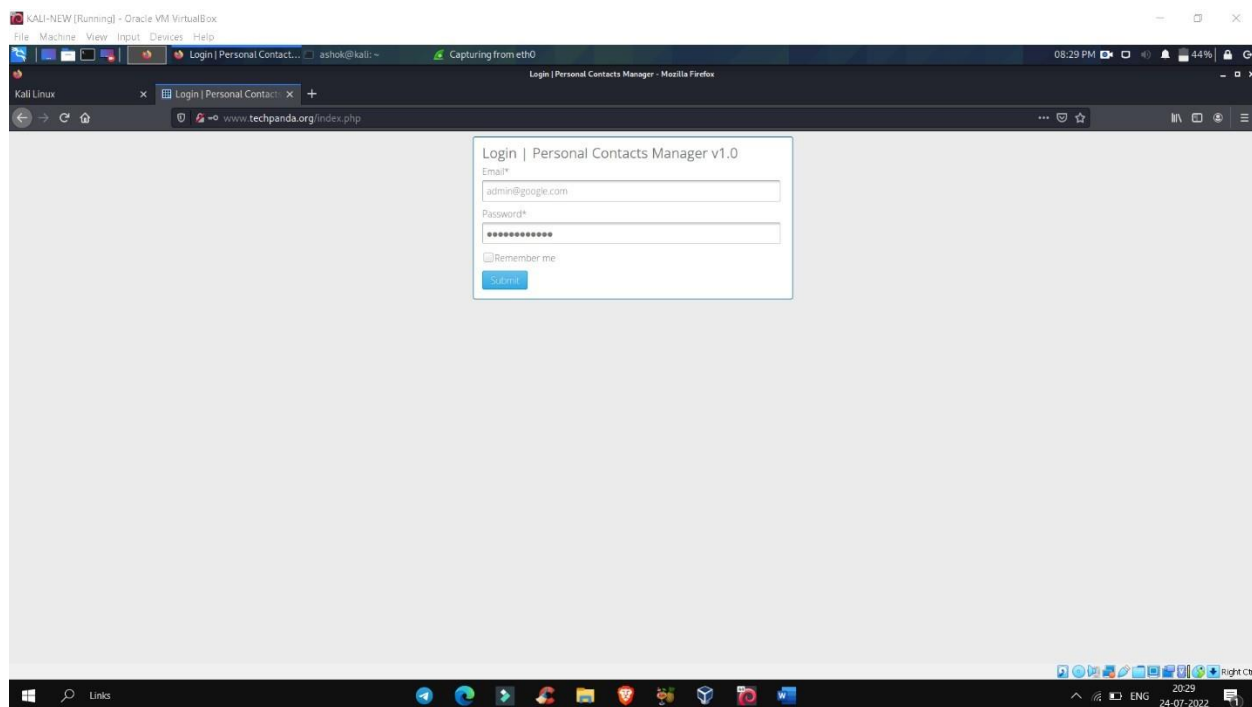 KALI-NEW [Running] - Oracle VM VirtualBox
File Machine View Input Devices Help
Login | Personal Contact... ashok@kali: ~ Capturing from eth0 08:29 PM 44%
Login | Personal Contacts Manager - Mozilla Firefox
Kali Linux Login | Personal Contact
www.techpanda.org/index.php
Login | Personal Contacts Manager v1.0
Email*
admin@google.com
Password*
Remember me
Submit
Right Ct
Links ENG 20:29
24-07-2022